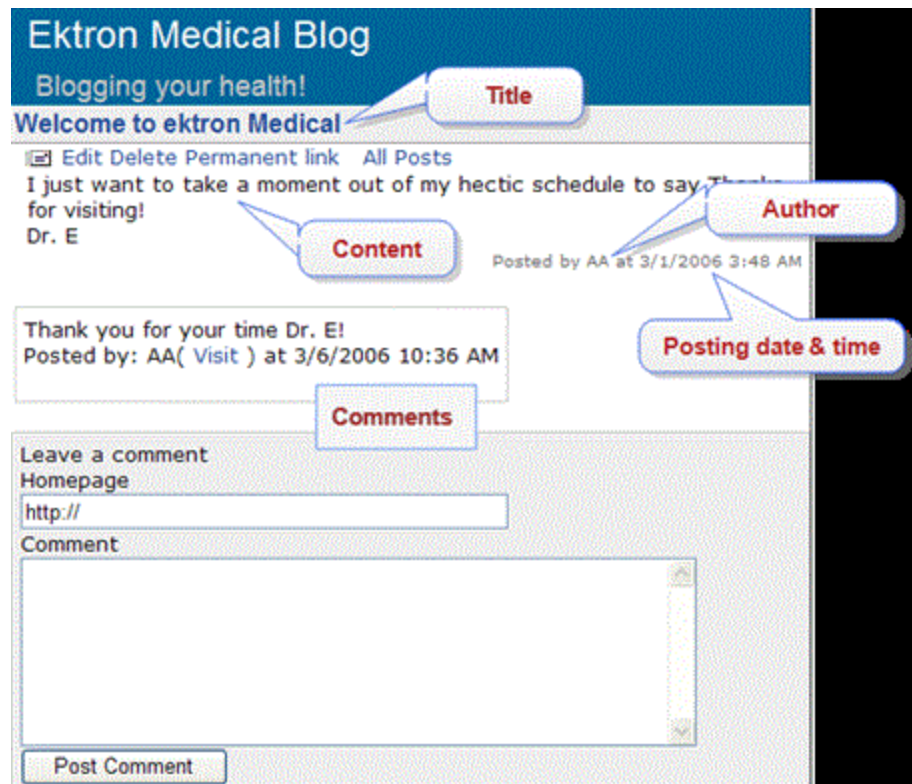 Ektron Medical Blog
Blogging your health!
Title
Welcome to ektron Medical
Edit Delete Permanent link All Posts
I just want to take a moment out of my hectic schedule to say Thanks
for visiting!
Author
Dr. E
Content
Posted by AA at 3/1/2006 3:48 AM
Thank you for your time Dr. E!
Posting date & time
Posted by: AA( Visit ) at 3/6/2006 10:36 AM
Comments
Leave a comment
Homepage
http://
Comment
Post Comment